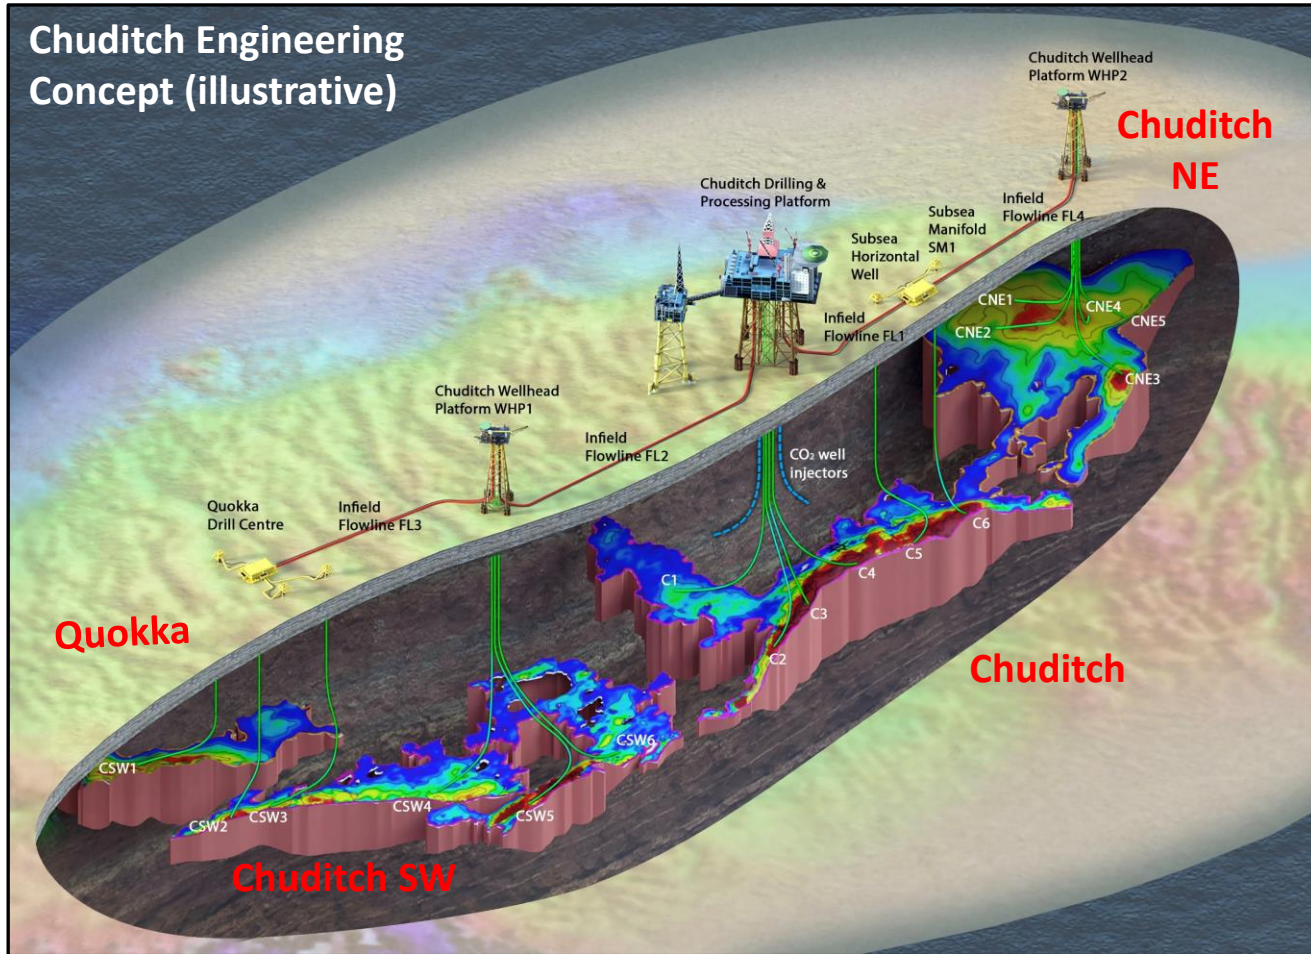 Chuditch Engineering
Concept (illustrative)
Chuditch Wellhead
Platform WHP2
Chuditch
NE
Chuditch Drilling &
Processing Platform
Infield
Flowline FL4
Subsea
Manifold
SM1
Subsea
Horizontal
Well
Infield
Flowline FL1
CNE1
CNE2
CNE4
CNE5
CNE3
Chuditch Wellhead
Platform WHP1
Infield
Flowline FL2
CO₂ well
injectors
Quokka
Drill Centre
Infield
Flowline FL3
C6
C5
C4
C1
C3
C2
Quokka
Chuditch
CSW1
CSW2
CSW3
CSW4
CSW5
CSW6
Chuditch SW